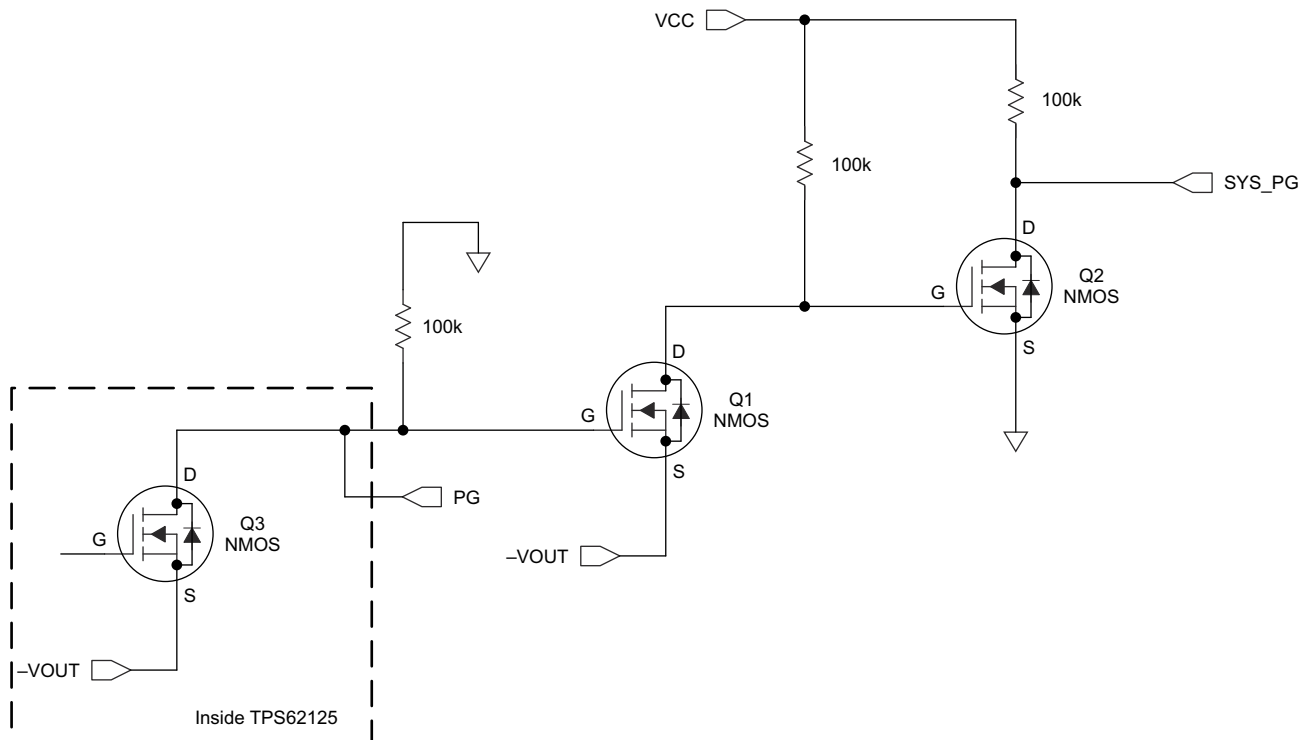 VCC
100k
100k
SYS_PG
D
G
Q2
NMOS
S
100k
D
G
Q1
NMOS
S
PG
D
G
Q3
NMOS
S
–VOUT
–VOUT
Inside TPS62125